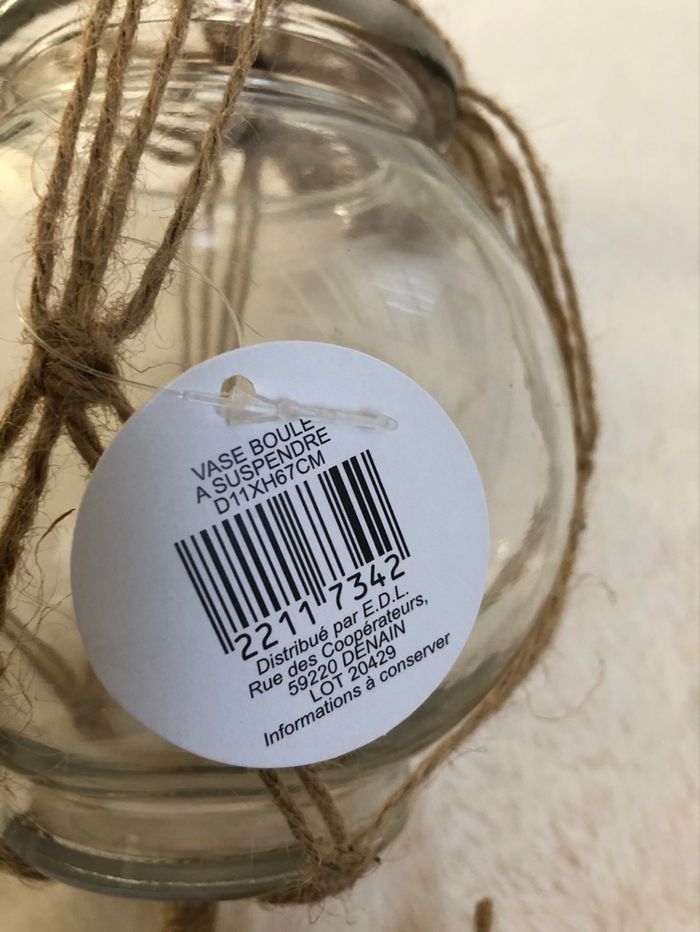 VASE BOULE
A SUSPENDRE
D11XH67CM
2211 7342
Distribué par E.D.L.
Rue des Coopérateurs,
59220 DENAIN
LOT 20429
Informations à conserver